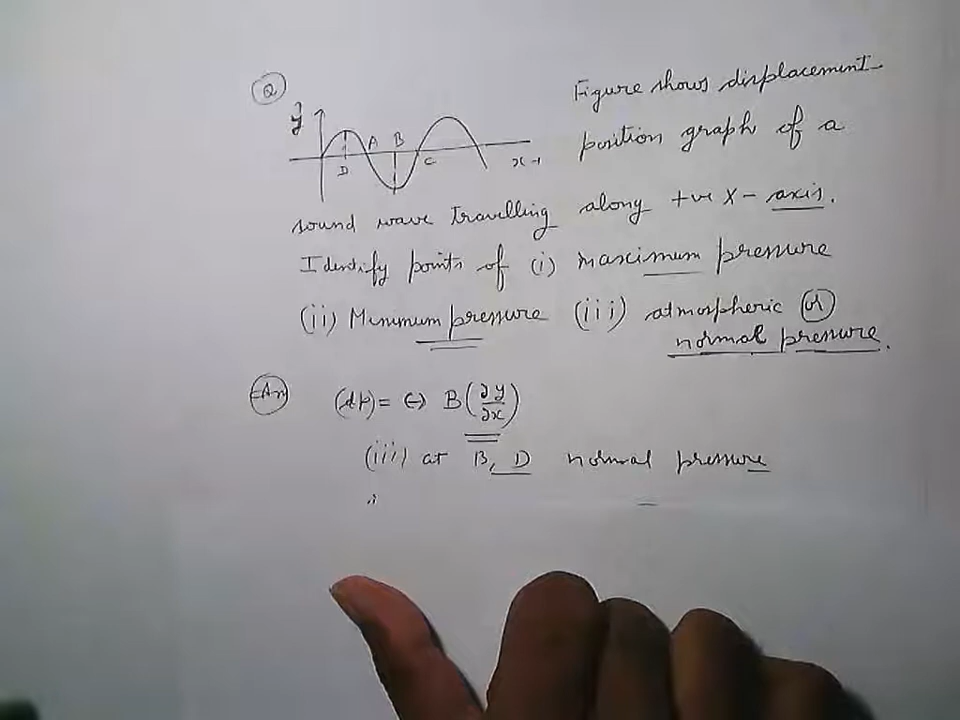 Q
y
A B
D C x→
Figure shows displacement-
position graph of a
sound wave travelling along +ve X-axis.
Identify points of (i) maximum pressure
(ii) Minimum pressure (iii) atmospheric or
normal pressure.
Ans (dP) = (-) B(∂y/∂x)
(iii) at B, D normal pressure